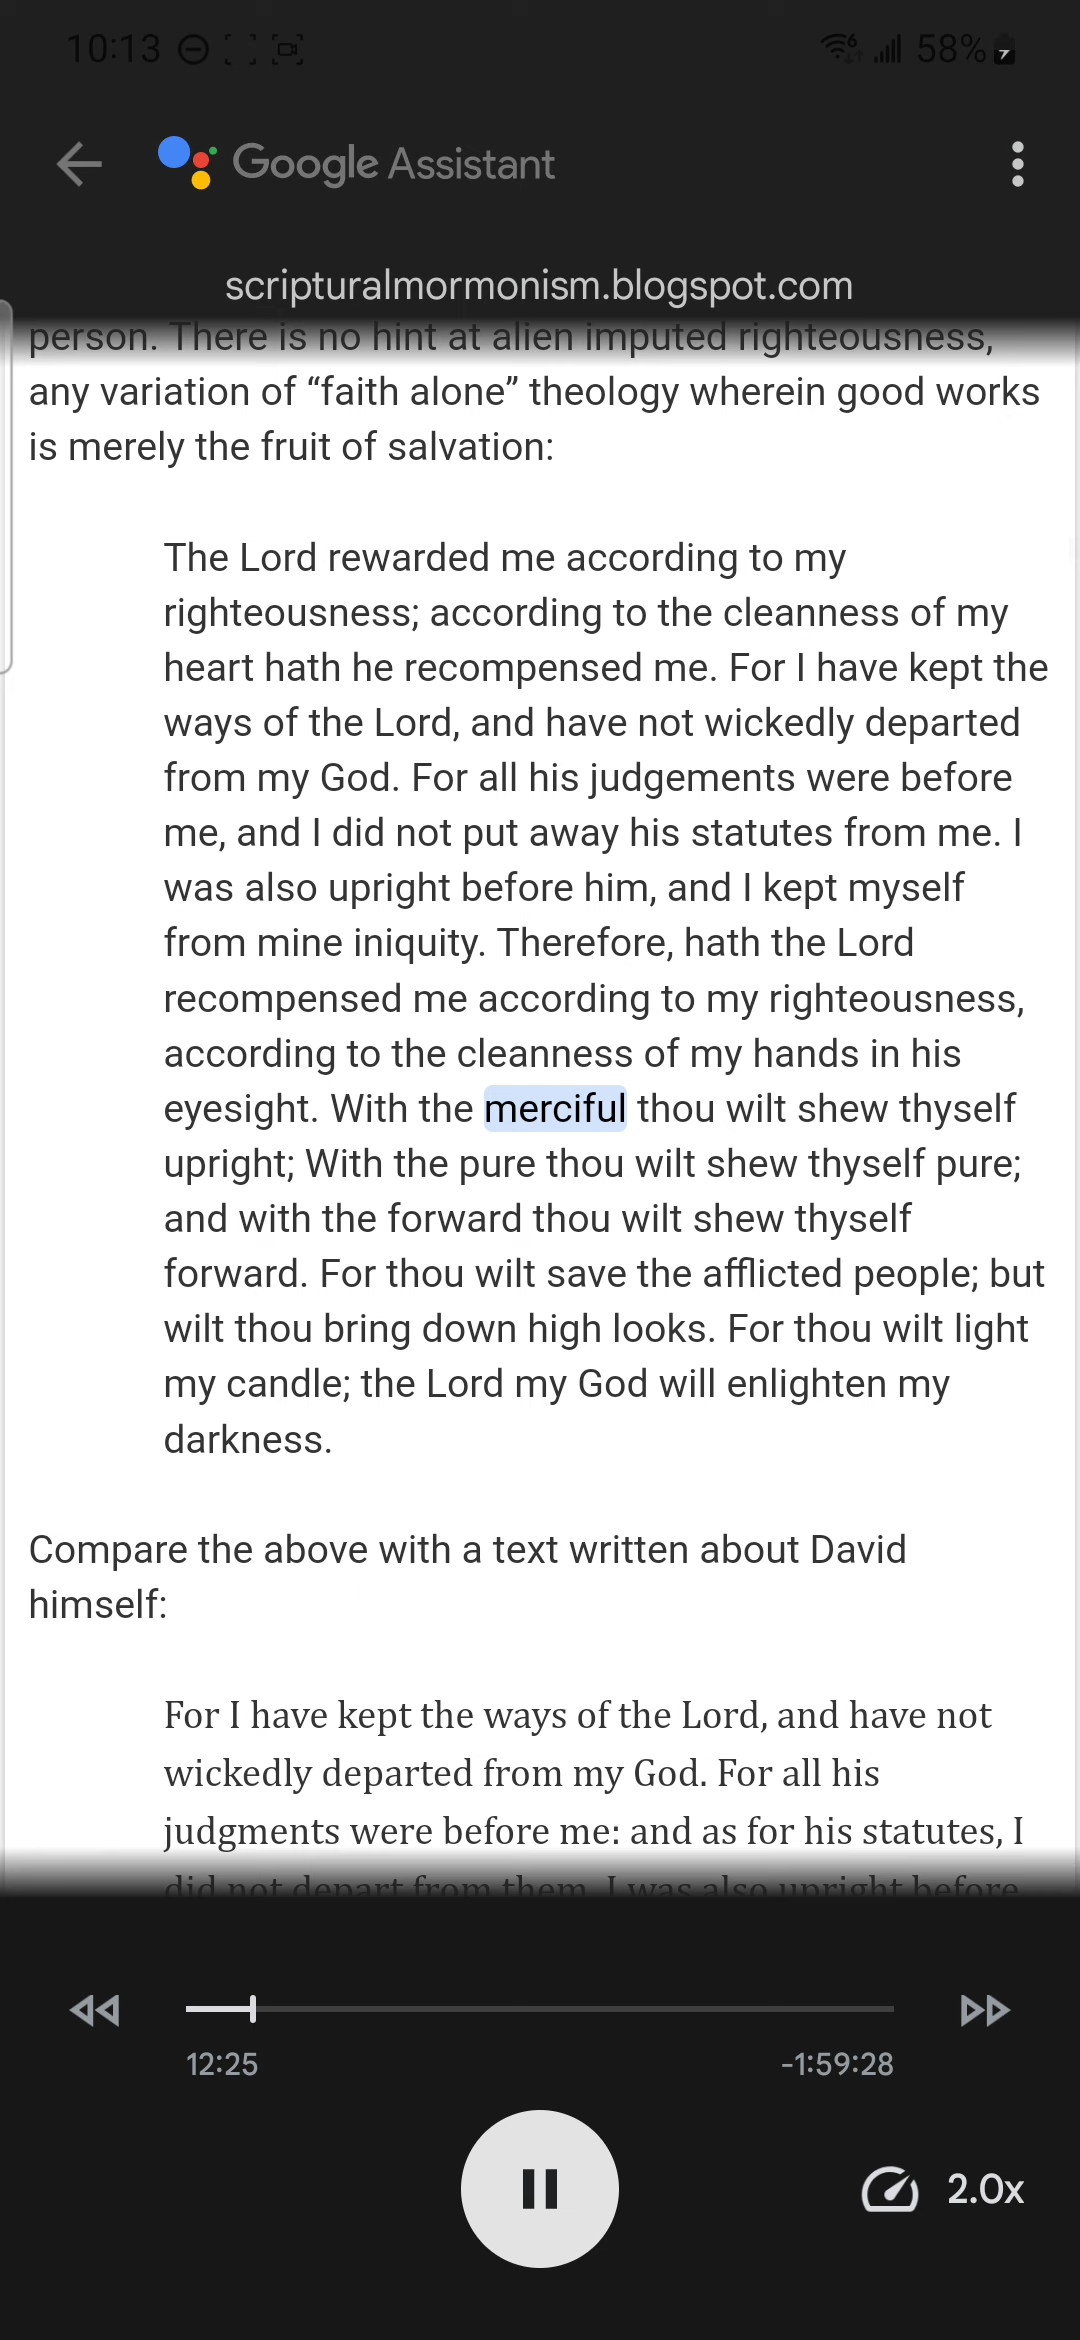 10:13
58%
Google Assistant
scripturalmormonism.blogspot.com
person. There is no hint at alien imputed righteousness,
any variation of “faith alone” theology wherein good works
is merely the fruit of salvation:
The Lord rewarded me according to my
righteousness; according to the cleanness of my
heart hath he recompensed me. For I have kept the
ways of the Lord, and have not wickedly departed
from my God. For all his judgements were before
me, and I did not put away his statutes from me. I
was also upright before him, and I kept myself
from mine iniquity. Therefore, hath the Lord
recompensed me according to my righteousness,
according to the cleanness of my hands in his
eyesight. With the merciful thou wilt shew thyself
upright; With the pure thou wilt shew thyself pure;
and with the forward thou wilt shew thyself
forward. For thou wilt save the afflicted people; but
wilt thou bring down high looks. For thou wilt light
my candle; the Lord my God will enlighten my
darkness.
Compare the above with a text written about David
himself:
For I have kept the ways of the Lord, and have not
wickedly departed from my God. For all his
judgments were before me: and as for his statutes, I
did not depart from them. I was also upright before
12:25
-1:59:28
2.0x